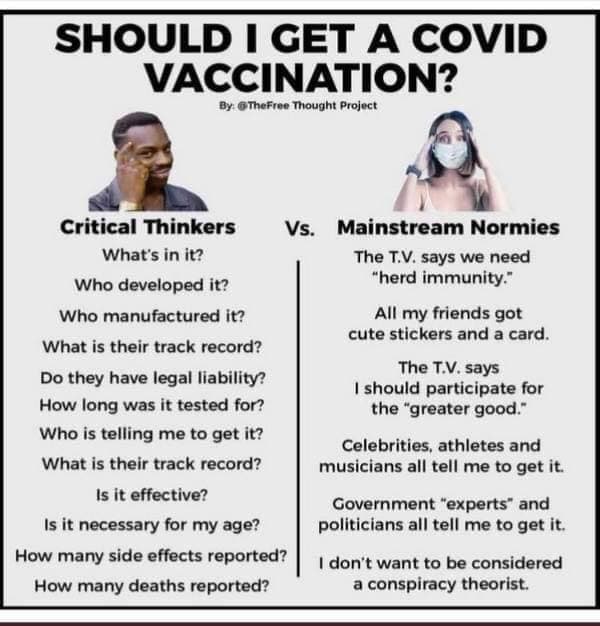 SHOULD I GET A COVID
VACCINATION?
By: @TheFree Thought Project
Critical Thinkers
Vs.
Mainstream Normies
What's in it?
Who developed it?
Who manufactured it?
What is their track record?
Do they have legal liability?
How long was it tested for?
Who is telling me to get it?
What is their track record?
Is it effective?
Is it necessary for my age?
How many side effects reported?
How many deaths reported?
The T.V. says we need
"herd immunity."
All my friends got
cute stickers and a card.
The T.V. says
I should participate for
the "greater good."
Celebrities, athletes and
musicians all tell me to get it.
Government "experts" and
politicians all tell me to get it.
I don't want to be considered
a conspiracy theorist.